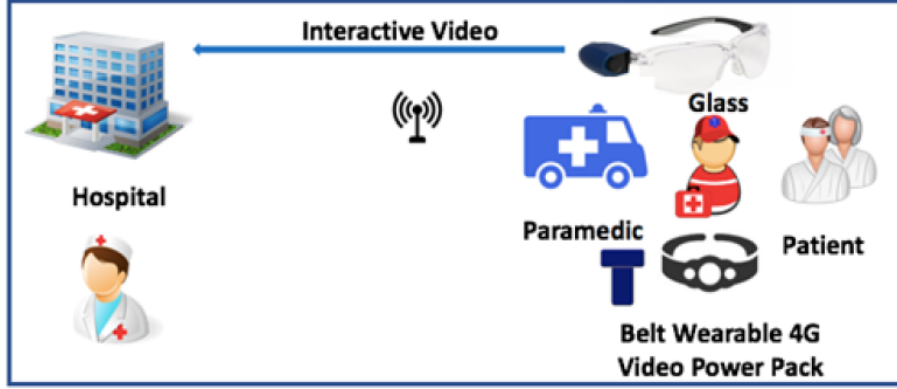 Interactive Video
Glass
Hospital
Paramedic
Patient
Belt Wearable 4G
Video Power Pack